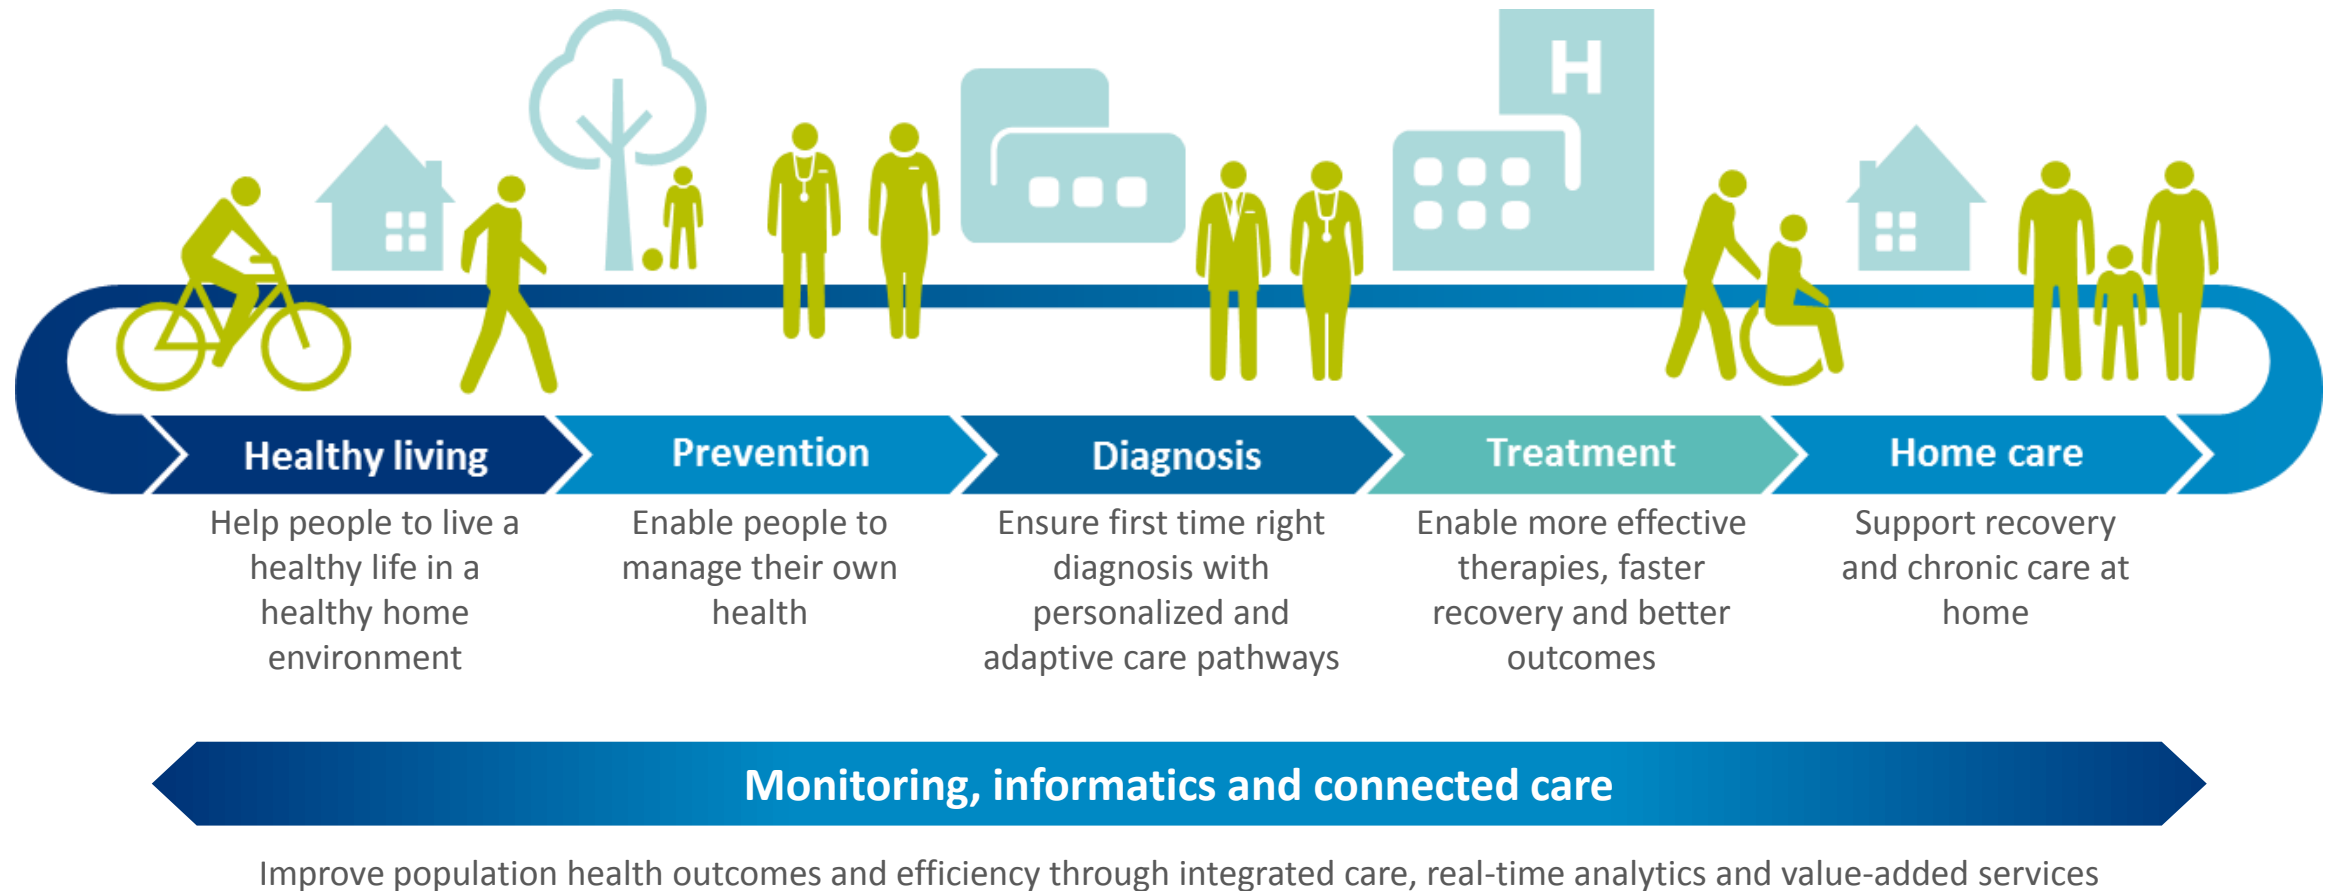 H
Healthy living
Prevention
Diagnosis
Treatment
Home care
Help people to live a
healthy life in a
healthy home
environment
Enable people to
manage their own
health
Ensure first time right
diagnosis with
personalized and
adaptive care pathways
Enable more effective
therapies, faster
recovery and better
outcomes
Support recovery
and chronic care at
home
Monitoring, informatics and connected care
Improve population health outcomes and efficiency through integrated care, real-time analytics and value-added services